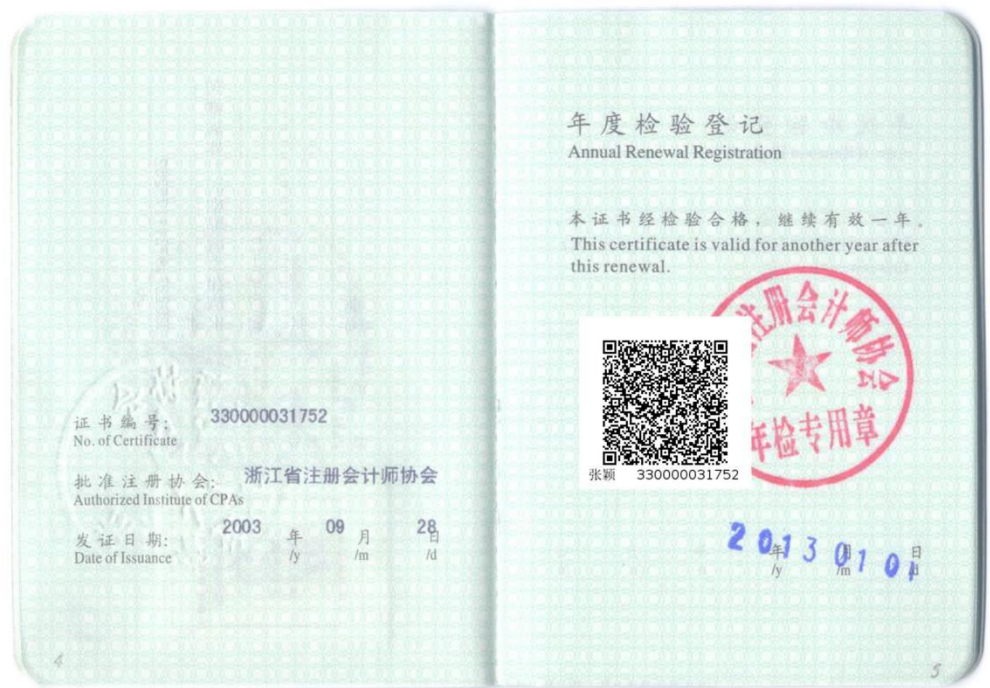 证书编号: 330000031752
No. of Certificate
批准注册协会: 浙江省注册会计师协会
Authorized Institute of CPAs
发证日期: 2003 年 09 月 28 日
Date of Issuance /y /m /d
4
年度检验登记
Annual Renewal Registration
本证书经检验合格，继续有效一年。
This certificate is valid for another year after
this renewal.
注册会计师协会
年检专用章
张颖 330000031752
2013 年 01 月 01 日
/y /m /d
5